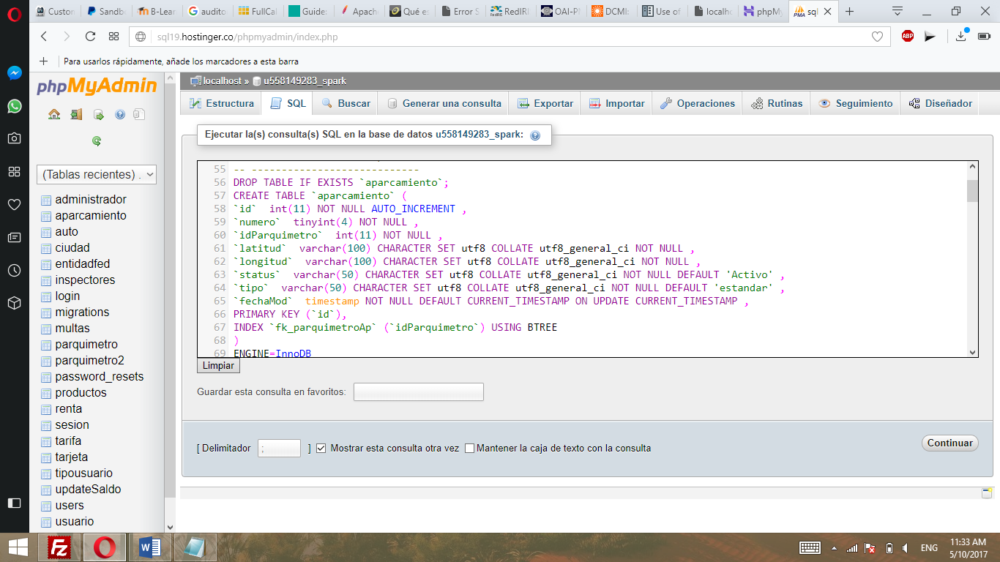 Custom
Sandb
B-Lear
audito
FullCal
Guide:
Apach
Qué es
Error S
RedIRI
OAI-PI
DCMI:
Use of
localho
phpMy
sql
sql19.hostinger.co/phpmyadmin/index.php
ABP
Para usarlos rápidamente, añade los marcadores a esta barra
phpMyAdmin
(Tablas recientes) .
administrador
aparcamiento
auto
ciudad
entidadfed
inspectores
login
migrations
multas
parquimetro
parquimetro2
password_resets
productos
renta
sesion
tarifa
tarjeta
tipousuario
updateSaldo
users
usuario
localhost » u558149283_spark
Estructura
SQL
Buscar
Generar una consulta
Exportar
Importar
Operaciones
Rutinas
Seguimiento
Diseñador
Ejecutar la(s) consulta(s) SQL en la base de datos u558149283_spark:
55 -- ----------------------------
56 DROP TABLE IF EXISTS `aparcamiento`;
57 CREATE TABLE `aparcamiento` (
58 `id`  int(11) NOT NULL AUTO_INCREMENT ,
59 `numero`  tinyint(4) NOT NULL ,
60 `idParquimetro`  int(11) NOT NULL ,
61 `latitud`  varchar(100) CHARACTER SET utf8 COLLATE utf8_general_ci NOT NULL ,
62 `longitud`  varchar(100) CHARACTER SET utf8 COLLATE utf8_general_ci NOT NULL ,
63 `status`  varchar(50) CHARACTER SET utf8 COLLATE utf8_general_ci NOT NULL DEFAULT 'Activo' ,
64 `tipo`  varchar(50) CHARACTER SET utf8 COLLATE utf8_general_ci NOT NULL DEFAULT 'estandar' ,
65 `fechaMod`  timestamp NOT NULL DEFAULT CURRENT_TIMESTAMP ON UPDATE CURRENT_TIMESTAMP ,
66 PRIMARY KEY (`id`),
67 INDEX `fk_parquimetroAp` (`idParquimetro`) USING BTREE
68 )
69 ENGINE=InnoDB
Limpiar
Guardar esta consulta en favoritos:
[ Delimitador ; ] Mostrar esta consulta otra vez Mantener la caja de texto con la consulta
Continuar
ENG
11:33 AM
5/10/2017